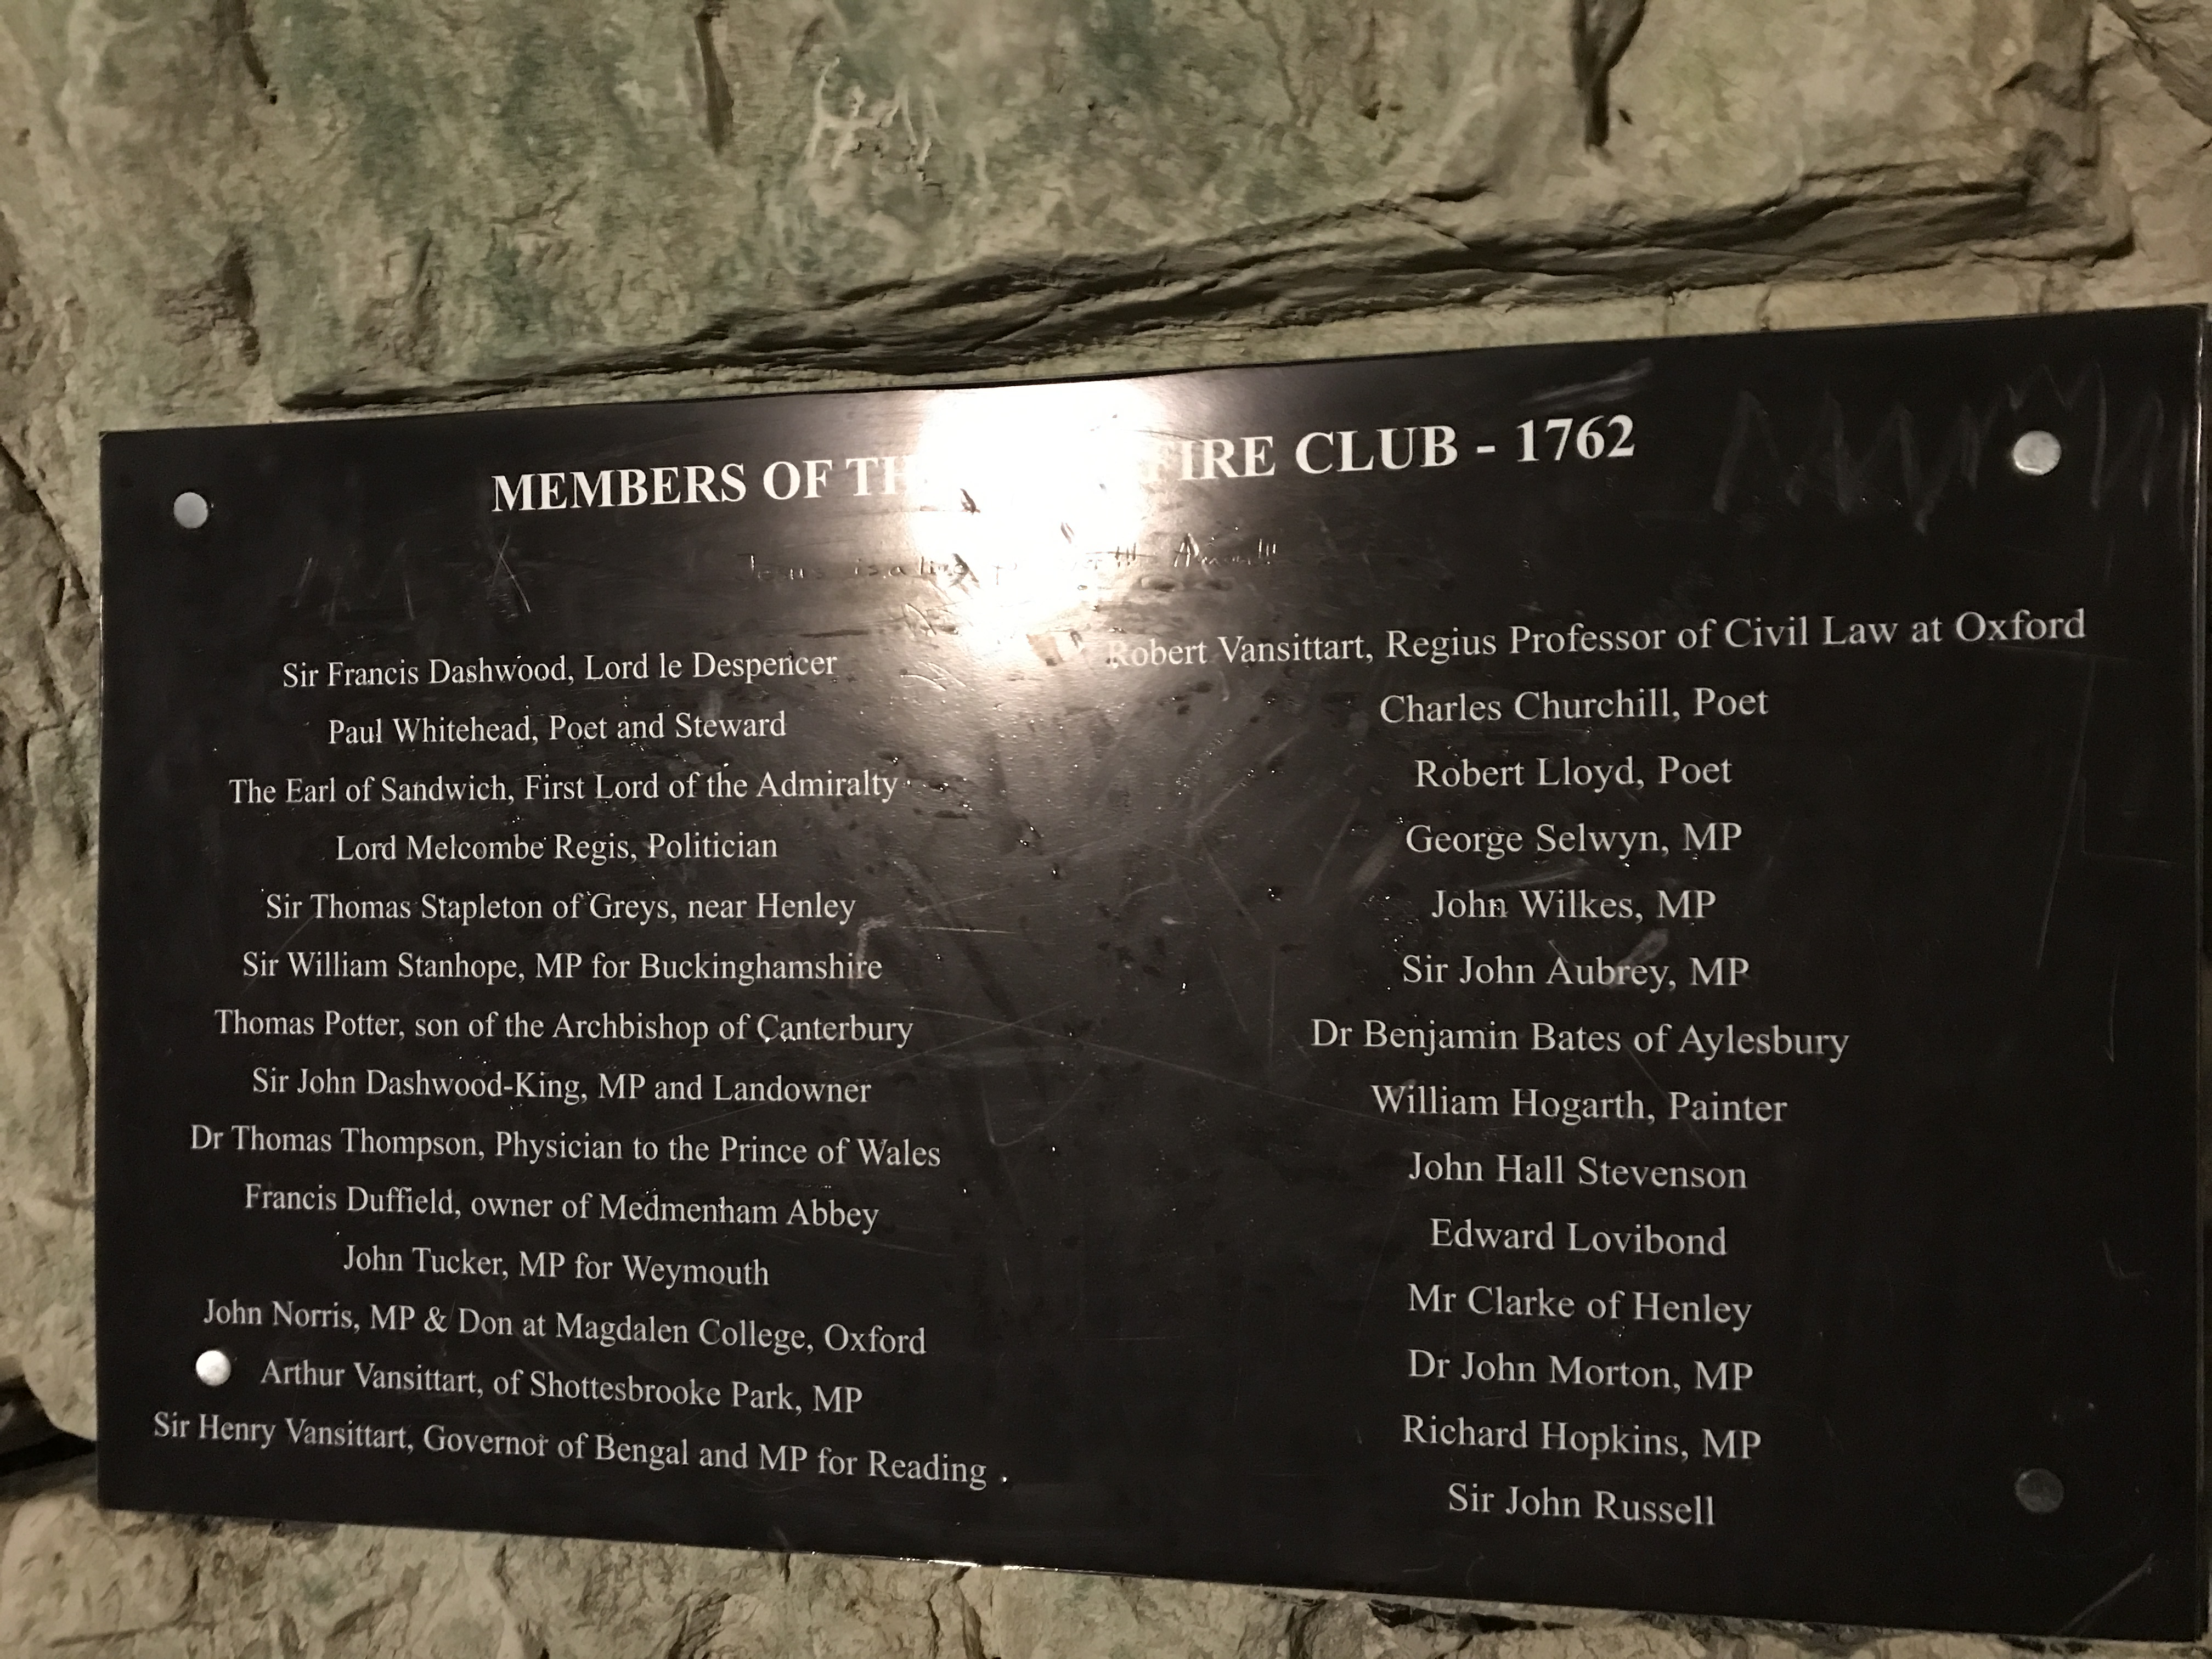 MEMBERS OF TH FIRE CLUB - 1762
Sir Francis Dashwood, Lord le Despencer
Paul Whitehead, Poet and Steward
The Earl of Sandwich, First Lord of the Admiralty
Lord Melcombe Regis, Politician
Sir Thomas Stapleton of Greys, near Henley
Sir William Stanhope, MP for Buckinghamshire
Thomas Potter, son of the Archbishop of Canterbury
Sir John Dashwood-King, MP and Landowner
Dr Thomas Thompson, Physician to the Prince of Wales
Francis Duffield, owner of Medmenham Abbey
John Tucker, MP for Weymouth
John Norris, MP & Don at Magdalen College, Oxford
Arthur Vansittart, of Shottesbrooke Park, MP
Sir Henry Vansittart, Governor of Bengal and MP for Reading
Robert Vansittart, Regius Professor of Civil Law at Oxford
Charles Churchill, Poet
Robert Lloyd, Poet
George Selwyn, MP
John Wilkes, MP
Sir John Aubrey, MP
Dr Benjamin Bates of Aylesbury
William Hogarth, Painter
John Hall Stevenson
Edward Lovibond
Mr Clarke of Henley
Dr John Morton, MP
Richard Hopkins, MP
Sir John Russell